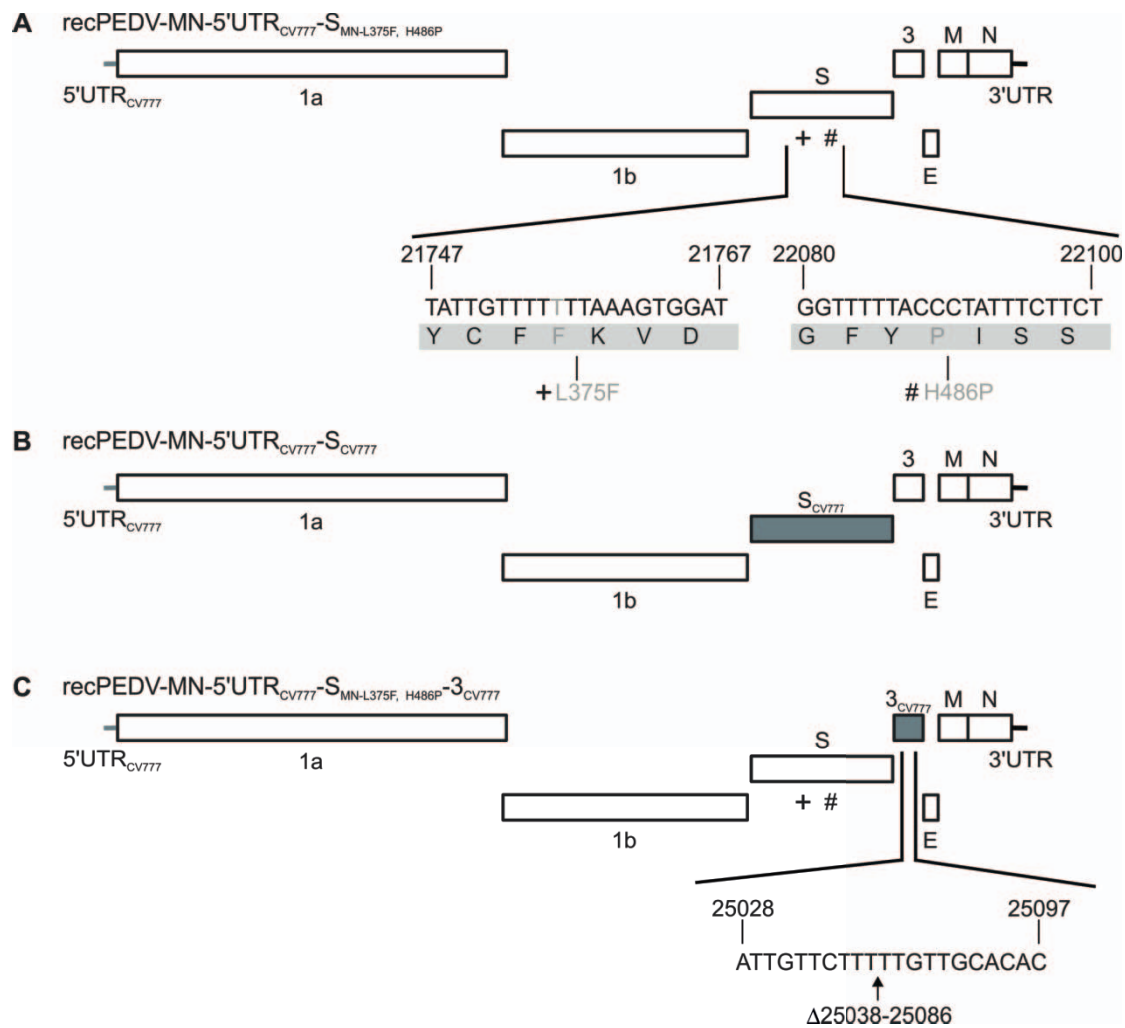 A recPEDV-MN-5'UTRCV777-SMN-L375F, H486P
3 M N
S
5'UTRCV777 1a 3'UTR
+ #
1b E
21747 21767 22080 22100
TATTGTTTTTTTAAAGTGGAT GGTTTTTACCCTATTTCTTCT
Y C F F K V D G F Y P I S S
+L375F #H486P
B recPEDV-MN-5'UTRCV777-SCV777
3 M N
SCV777
5'UTRCV777 1a 3'UTR
1b E
C recPEDV-MN-5'UTRCV777-SMN-L375F, H486P-3CV777
3CV777 M N
S
5'UTRCV777 1a 3'UTR
+ #
1b E
25028 25097
ATTGTTCTTTTTGTTGCACAC
Δ25038-25086